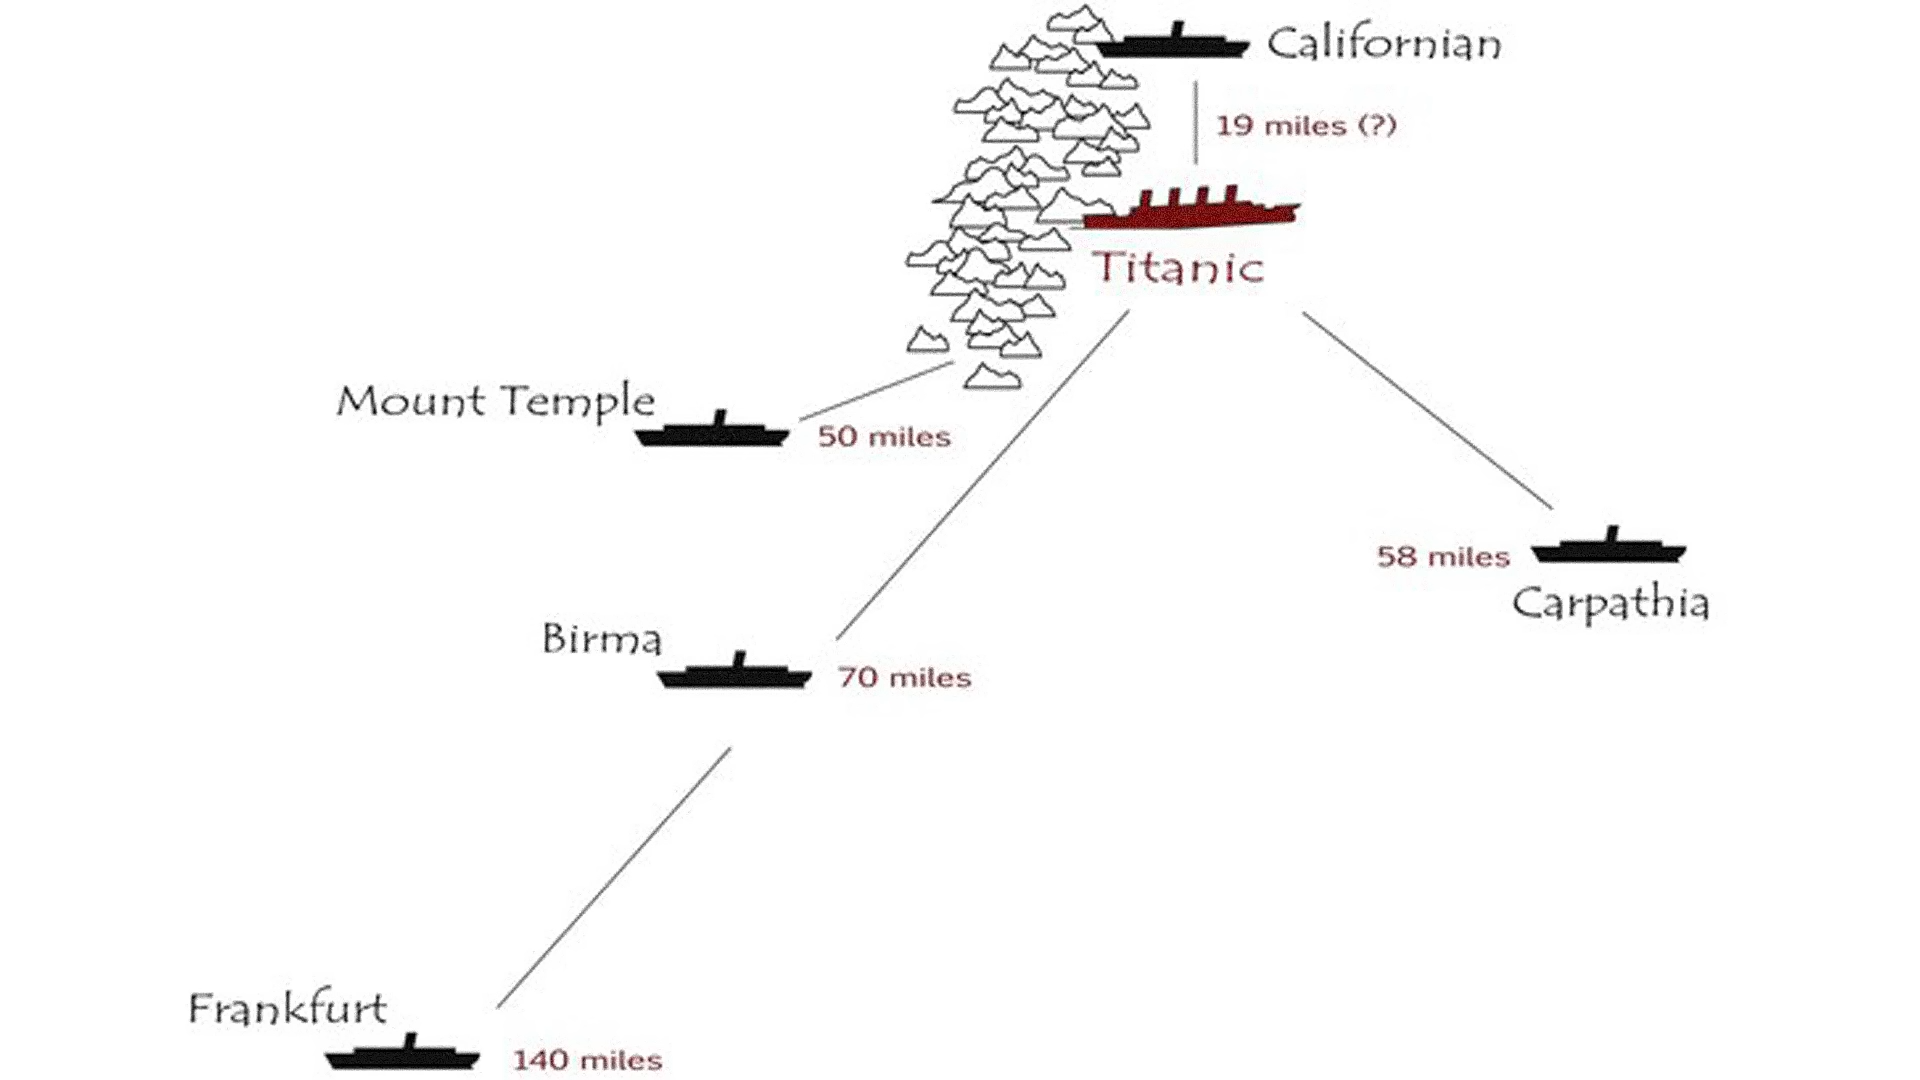 Californian
19 miles (?)
Titanic
Mount Temple
50 miles
58 miles
Carpathia
Birma
70 miles
Frankfurt
140 miles